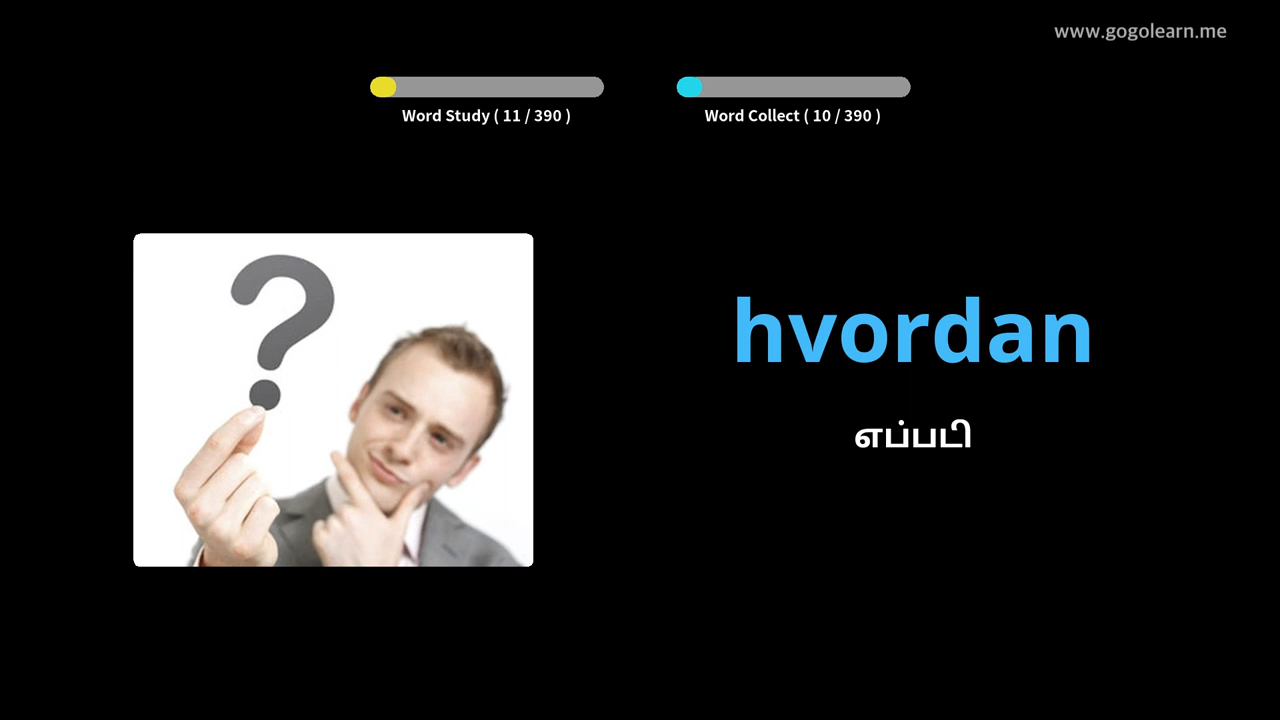 www.gogolearn.me
Word Study ( 11 / 390 )
Word Collect ( 10 / 390 )
hvordan
எப்படி